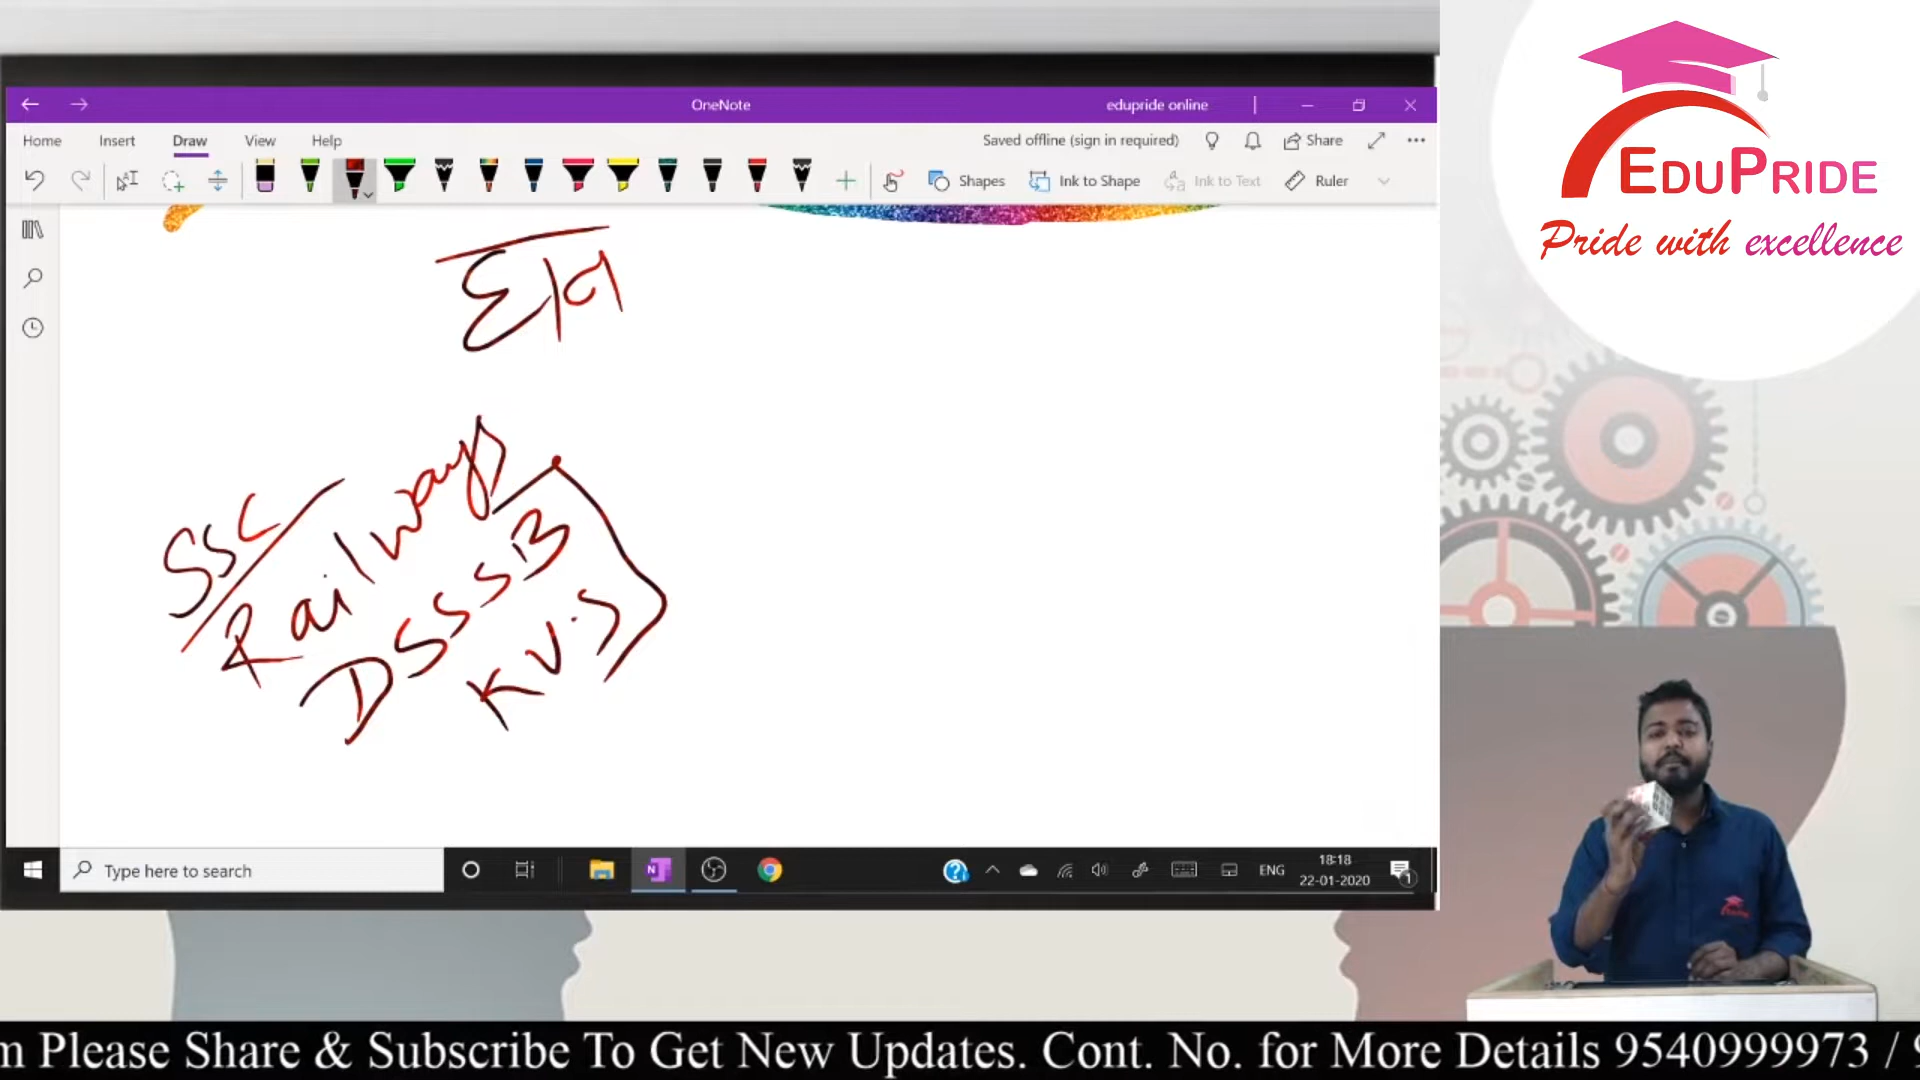 OneNote
edupride online
Home Insert Draw View Help
Saved offline (sign in required) Share
Shapes Ink to Shape Ink to Text Ruler
EDUPRIDE
Pride with excellence
SSC
Railways
DSSSB
KVS
Type here to search
ENG
18:18
22-01-2020
1
Please Share & Subscribe To Get New Updates. Cont. No. for More Details 9540999973 /